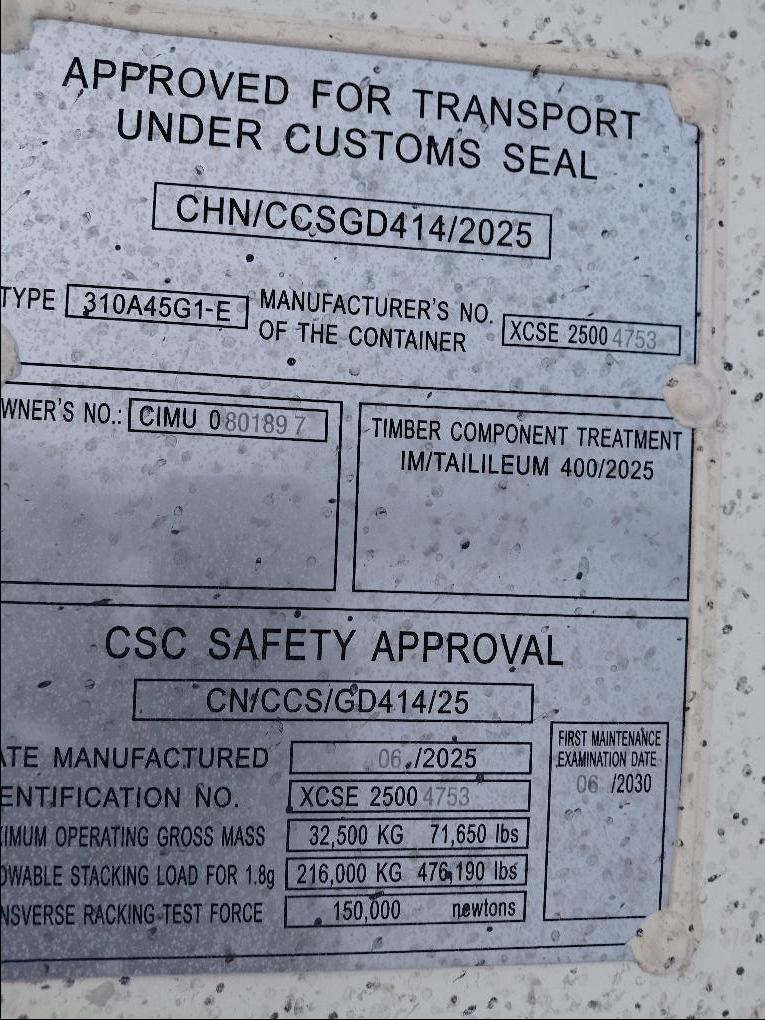 APPROVED FOR TRANSPORT
UNDER CUSTOMS SEAL
CHN/CCSGD414/2025
TYPE 310A45G1-E MANUFACTURER'S NO.
OF THE CONTAINER XCSE 2500 4753
WNER'S NO.: CIMU 080189 7
TIMBER COMPONENT TREATMENT
IM/TAILILEUM 400/2025
CSC SAFETY APPROVAL
CN/CCS/GD414/25
ATE MANUFACTURED 06 /2025
ENTIFICATION NO. XCSE 2500 4753
XIMUM OPERATING GROSS MASS 32,500 KG 71,650 lbs
OWABLE STACKING LOAD FOR 1.8g 216,000 KG 476,190 lbs
NSVERSE RACKING TEST FORCE 150,000 newtons
FIRST MAINTENANCE
EXAMINATION DATE
06 /2030